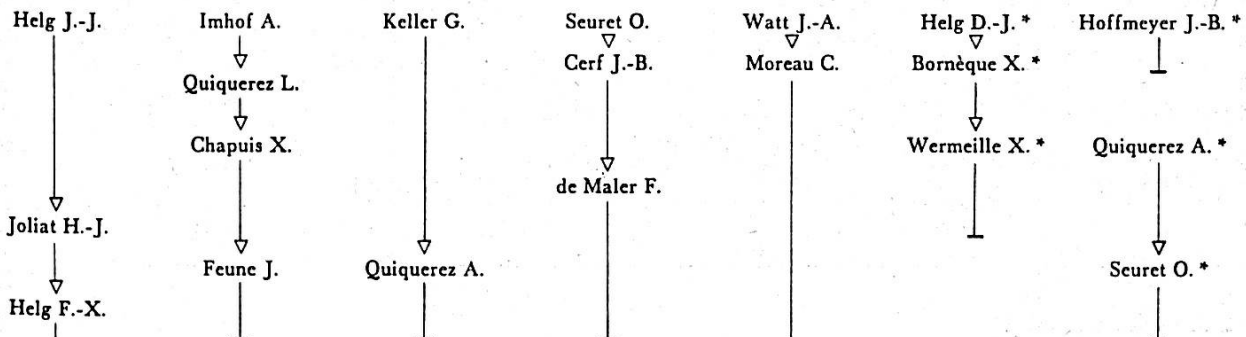 Helg J.-J. Imhof A. Keller G. Seuret O. Watt J.-A. Helg D.-J. * Hoffmeyer J.-B. *
Cerf J.-B. Moreau C. Bornèque X. *
Quiquerez L.
Chapuis X. Wermeille X. * Quiquerez A. *
de Maler F.
Joliat H.-J.
Feune J. Quiquerez A. Seuret O. *
Helg F.-X.